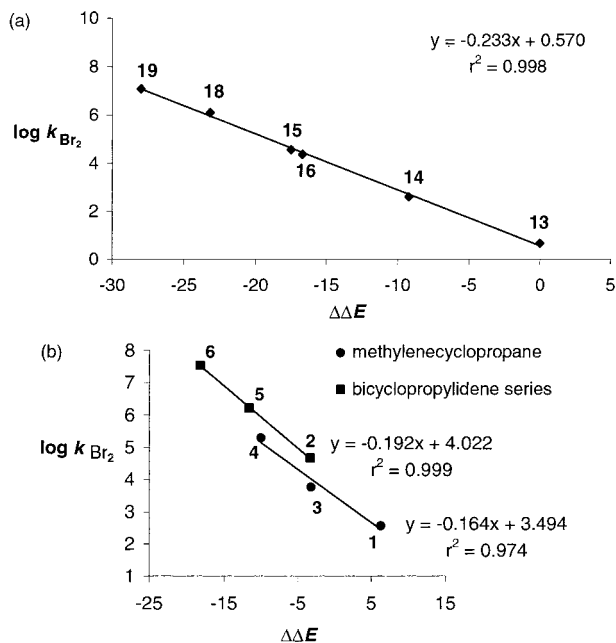 (a)
y = -0.233x + 0.570
r² = 0.998
log k Br₂
10
8
6
4
2
0
19
18
15
16
14
13
-30 -25 -20 -15 -10 -5 0 5
ΔΔE
(b)
● methylenecyclopropane
■ bicyclopropylidene series
log k Br₂
8
7
6
5
4
3
2
1
6
5
2
4
3
1
y = -0.192x + 4.022
r² = 0.999
y = -0.164x + 3.494
r² = 0.974
-25 -15 -5 5 15
ΔΔE